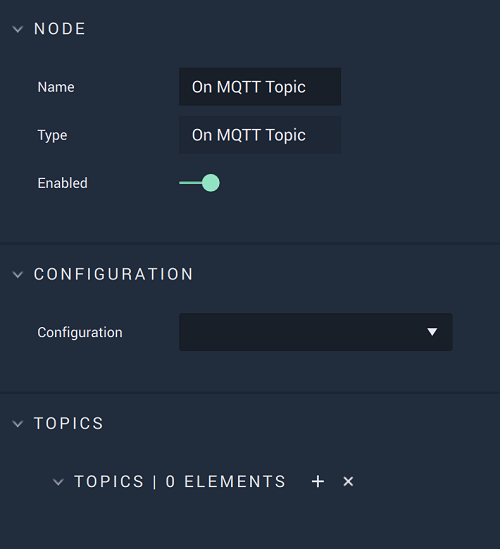 NODE
Name On MQTT Topic
Type On MQTT Topic
Enabled
CONFIGURATION
Configuration
TOPICS
TOPICS | 0 ELEMENTS + ×